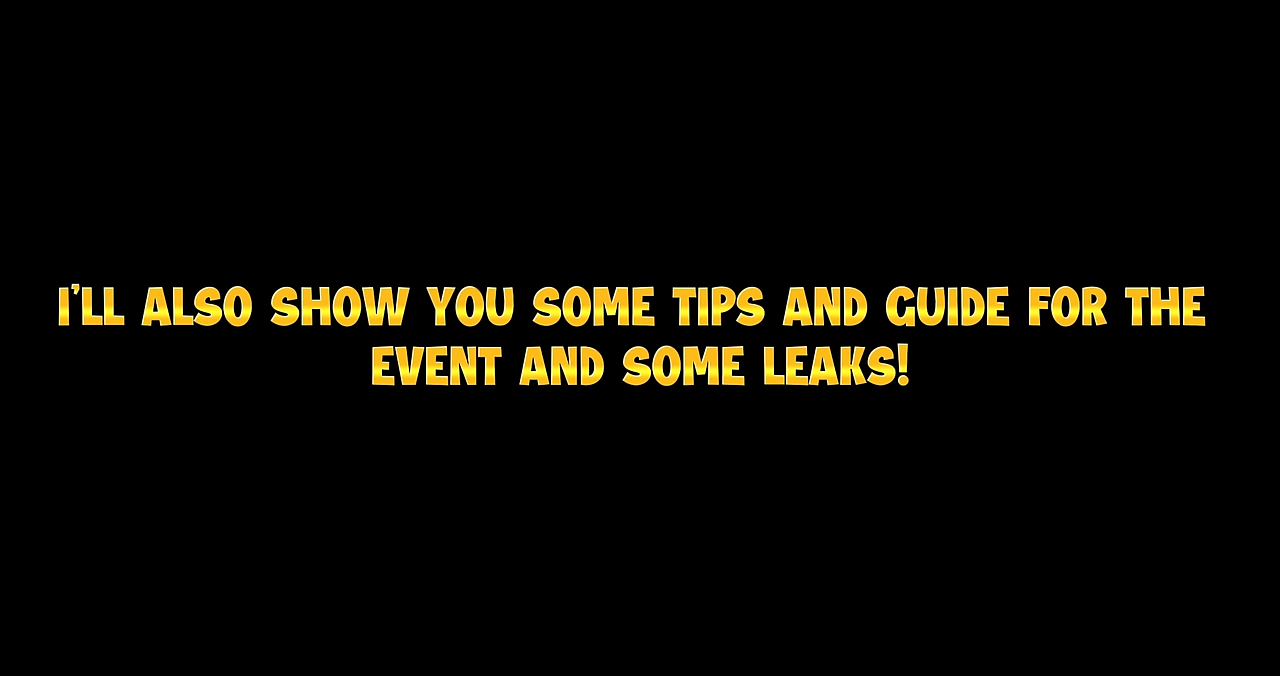 I'LL ALSO SHOW YOU SOME TIPS AND GUIDE FOR THE
EVENT AND SOME LEAKS!